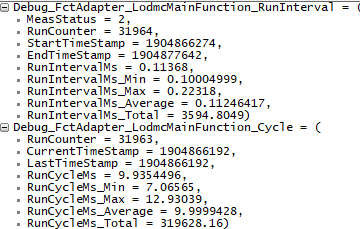 Debug_FctAdapter_LodmcMainFunction_RunInterval = (
MeasStatus = 2,
RunCounter = 31964,
StartTimeStamp = 1904866274,
EndTimeStamp = 1904877642,
RunIntervalMs = 0.11368,
RunIntervalMs_Min = 0.10004999,
RunIntervalMs_Max = 0.22318,
RunIntervalMs_Average = 0.11246417,
RunIntervalMs_Total = 3594.8049)
Debug_FctAdapter_LodmcMainFunction_Cycle = (
RunCounter = 31963,
CurrentTimeStamp = 1904866192,
LastTimeStamp = 1904866192,
RunCycleMs = 9.9354496,
RunCycleMs_Min = 7.06565,
RunCycleMs_Max = 12.93039,
RunCycleMs_Average = 9.9999428,
RunCycleMs_Total = 319628.16)